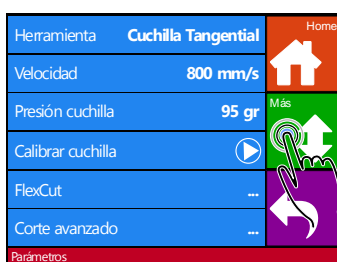 Herramienta Cuchilla Tangential
Home
Velocidad 800 mm/s
Presión cuchilla 95 gr
Más
Calibrar cuchilla
FlexCut ...
Corte avanzado ...
Parámetros